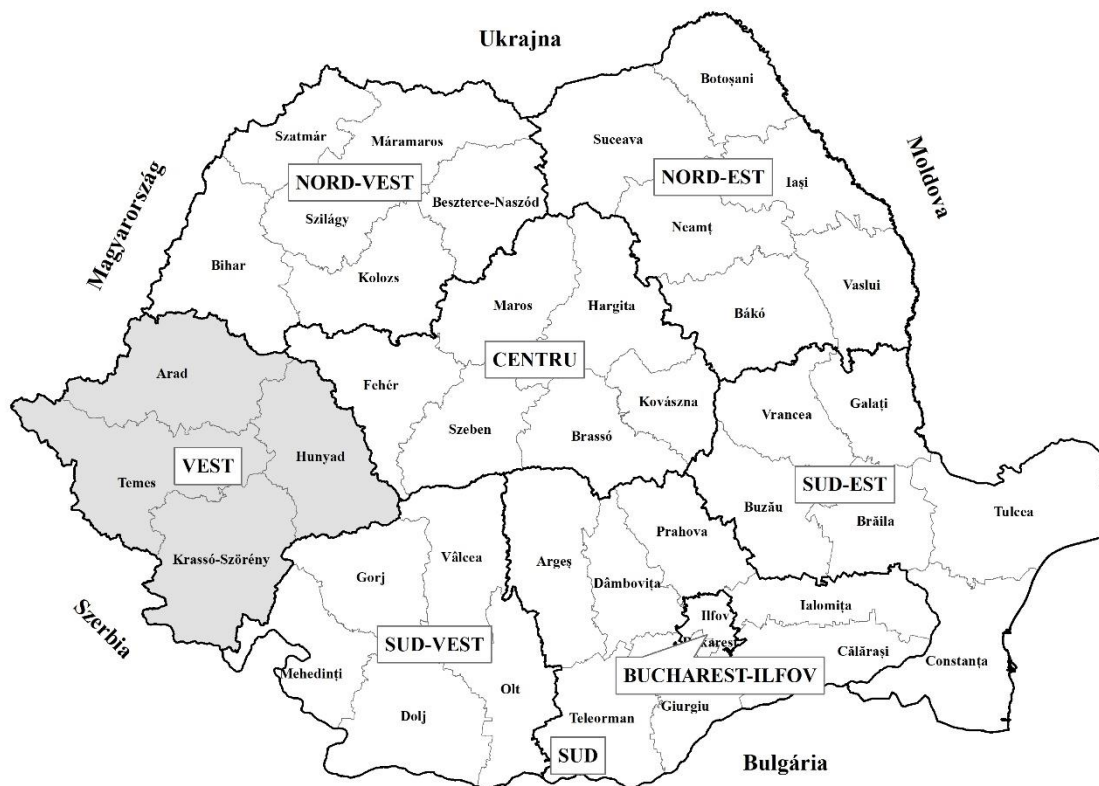 Ukrajna
Botoșani
Szatmár
Máramaros
Suceava
Magyarország
NORD-VEST
NORD-EST
Moldova
Iași
Beszterce-Naszód
Szilágy
Neamț
Bihar
Kolozs
Vaslui
Maros
Hargita
Bákó
Arad
Fehér
CENTRU
Kovászna
Vrancea
Galați
Szeben
Brassó
Hunyad
VEST
Temes
SUD-EST
Buzău
Brăila
Tulcea
Prahova
Krassó-Szörény
Gorj
Vâlcea
Argeș
Dâmbovița
Szerbia
Ilfov
Ialomița
SUD-VEST
Călărași
Constanța
Mehedinți
BUCHAREST-ILFOV
Olt
Dolj
Teleorman
Giurgiu
SUD
Bulgária